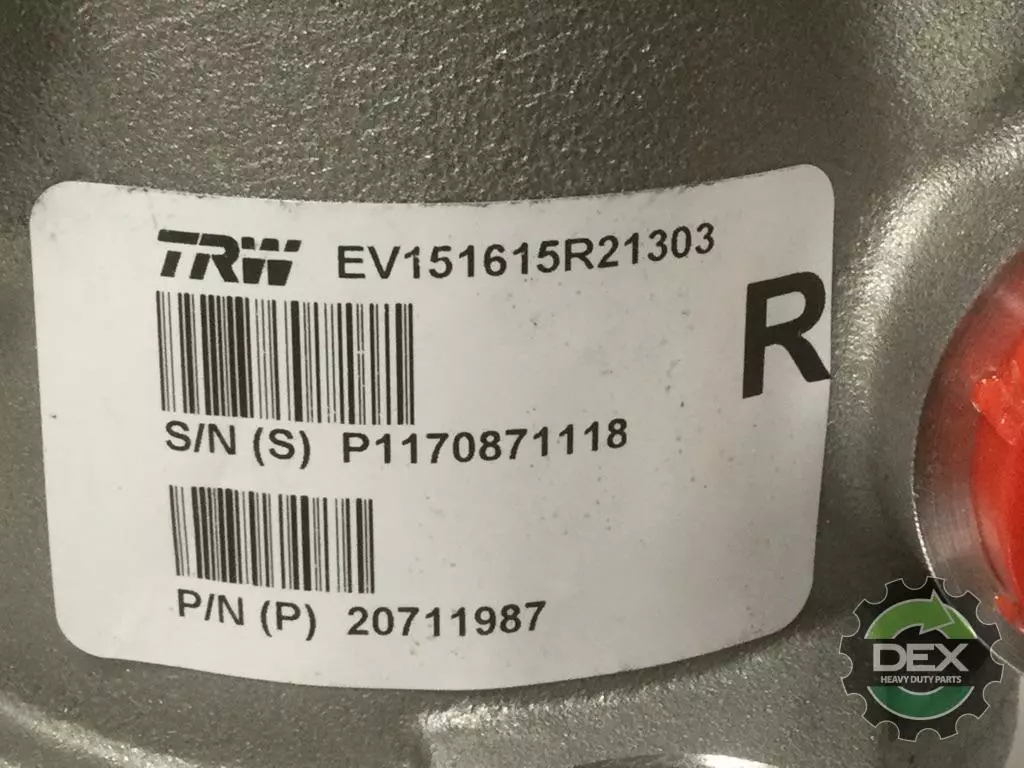 TRW EV151615R21303
R
S/N (S) P1170871118
P/N (P) 20711987
DEX
HEAVY DUTY PARTS